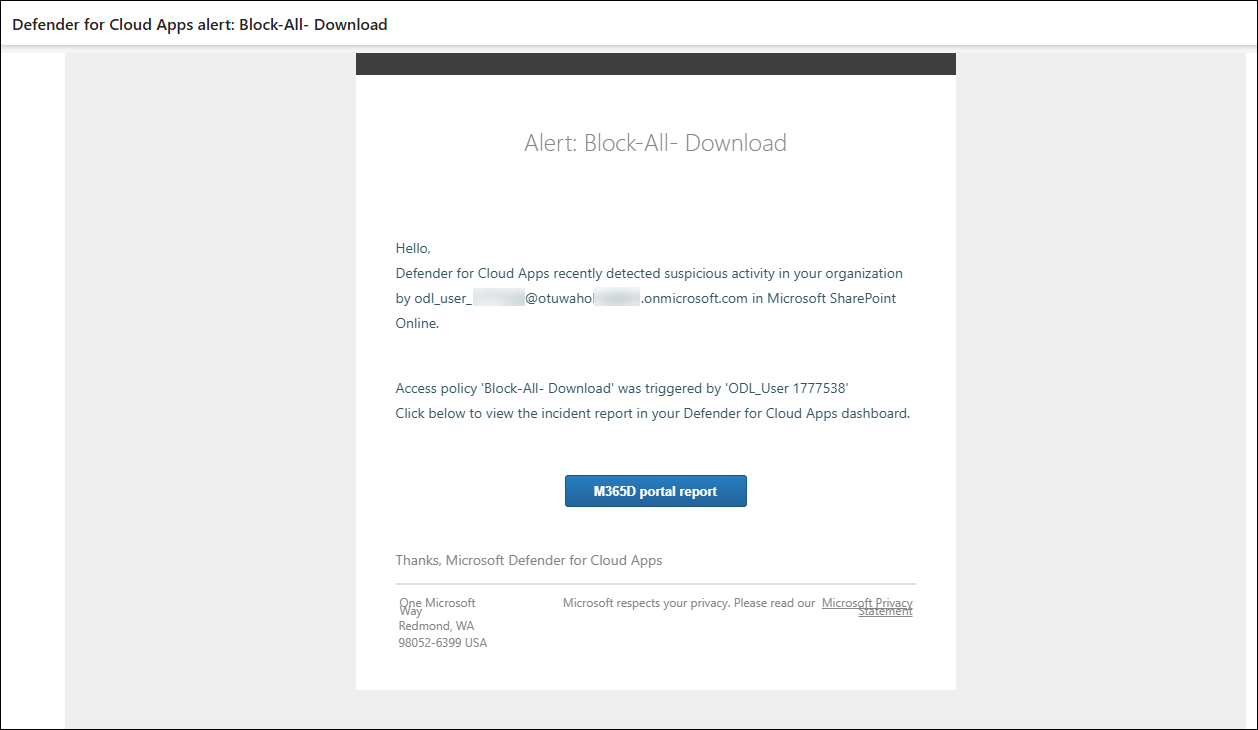 Defender for Cloud Apps alert: Block-All- Download
Alert: Block-All- Download
Hello,
Defender for Cloud Apps recently detected suspicious activity in your organization
by odl_user_ @otuwaho .onmicrosoft.com in Microsoft SharePoint
Online.
Access policy 'Block-All- Download' was triggered by 'ODL_User 1777538'
Click below to view the incident report in your Defender for Cloud Apps dashboard.
M365D portal report
Thanks, Microsoft Defender for Cloud Apps
One Microsoft
Way
Redmond, WA
98052-6399 USA
Microsoft respects your privacy. Please read our Microsoft Privacy
Statement